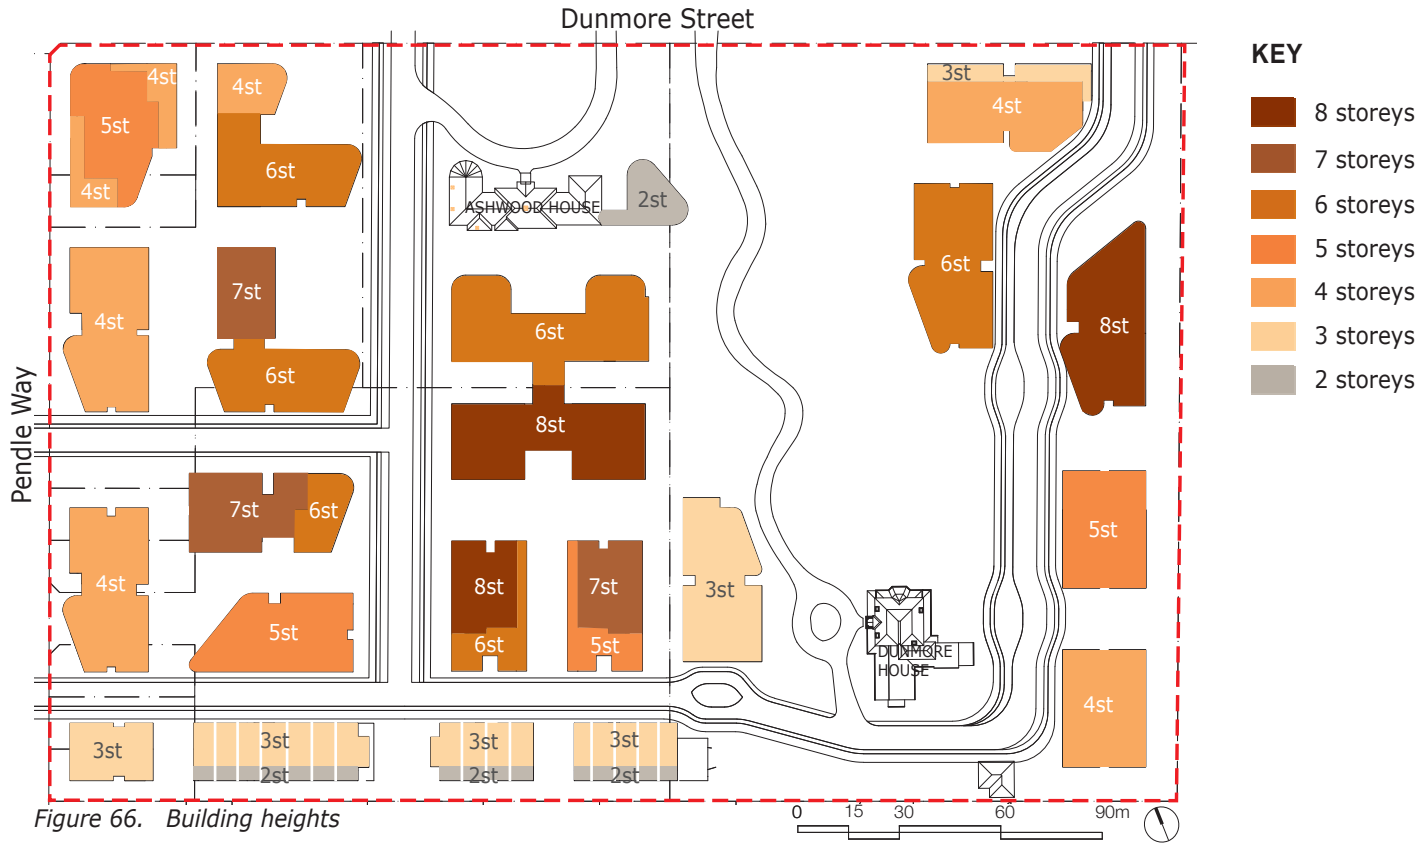 Dunmore Street
KEY
8 storeys
7 storeys
6 storeys
5 storeys
4 storeys
3 storeys
2 storeys
Pendle Way
4st
5st
4st
4st
6st
3st
4st
ASHWOOD HOUSE
2st
4st
7st
6st
6st
8st
6st
8st
7st
6st
4st
5st
8st
6st
7st
5st
3st
DUNMORE
HOUSE
5st
4st
3st
3st
2st
3st
2st
3st
2st
Figure 66. Building heights
0 15 30 60 90m